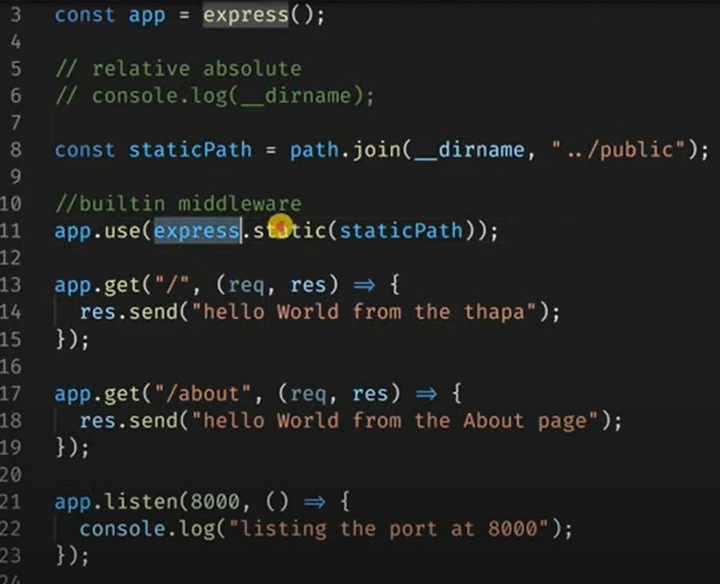 3 const app = express();
4
5 // relative absolute
6 // console.log(__dirname);
7
8 const staticPath = path.join(__dirname, "../public");
9
10 //builtin middleware
11 app.use(express.static(staticPath));
12
13 app.get("/", (req, res) => {
14 res.send("hello World from the thapa");
15 });
16
17 app.get("/about", (req, res) => {
18 res.send("hello World from the About page");
19 });
20
21 app.listen(8000, () => {
22 console.log("listing the port at 8000");
23 });
24